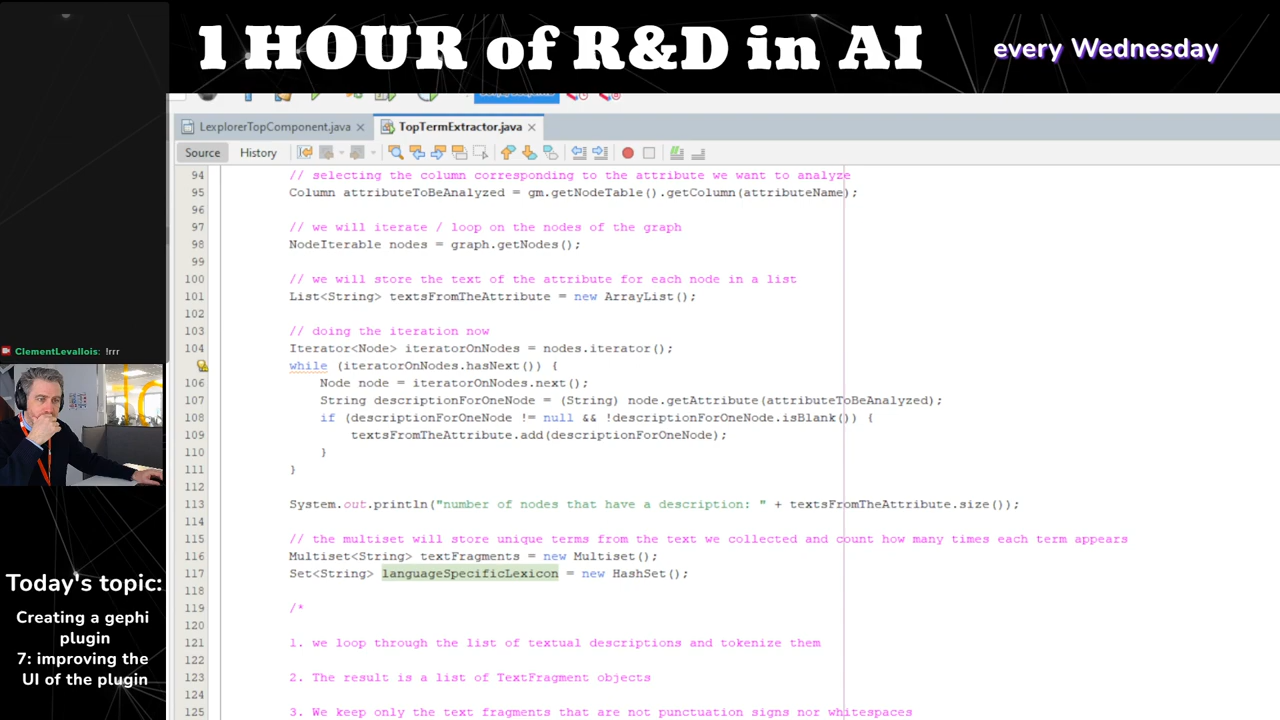 1 HOUR of R&D in AI
every Wednesday
LexplorerTopComponent.java
TopTermExtractor.java
Source
History
94 // selecting the column corresponding to the attribute we want to analyze
95 Column attributeToBeAnalyzed = gm.getNodeTable().getColumn(attributeName);
96
97 // we will iterate / loop on the nodes of the graph
98 NodeIterable nodes = graph.getNodes();
99
100 // we will store the text of the attribute for each node in a list
101 List<String> textsFromTheAttribute = new ArrayList();
102
103 // doing the iteration now
104 Iterator<Node> iteratorOnNodes = nodes.iterator();
while (iteratorOnNodes.hasNext()) {
106 Node node = iteratorOnNodes.next();
107 String descriptionForOneNode = (String) node.getAttribute(attributeToBeAnalyzed);
108 if (descriptionForOneNode != null && !descriptionForOneNode.isBlank()) {
109 textsFromTheAttribute.add(descriptionForOneNode);
110 }
111 }
112
113 System.out.println("number of nodes that have a description: " + textsFromTheAttribute.size());
114
115 // the multiset will store unique terms from the text we collected and count how many times each term appears
116 Multiset<String> textFragments = new Multiset();
117 Set<String> languageSpecificLexicon = new HashSet();
118
119 /*
120
121 1. we loop through the list of textual descriptions and tokenize them
122
123 2. The result is a list of TextFragment objects
124
125 3. We keep only the text fragments that are not punctuation signs nor whitespaces
ClementLevallois: !rrr
Today's topic:
Creating a gephi
plugin
7: improving the
UI of the plugin